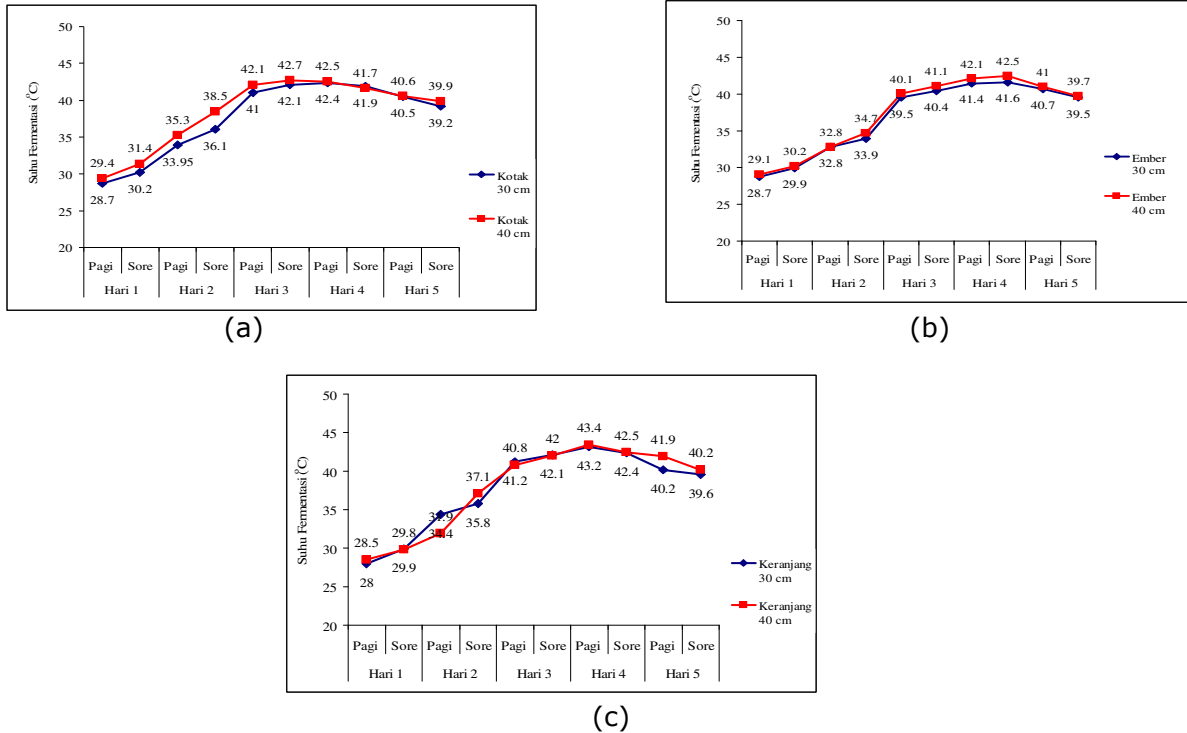 50
45
40
35
30
25
20
Suhu Fermentasi (°C)
29.4 31.4 35.3 38.5 42.1 42.7 42.5 41.7 40.6 39.9
28.7 30.2 33.95 36.1 41 42.1 42.4 41.9 40.5 39.2
Kotak
30 cm
Kotak
40 cm
Pagi Sore Pagi Sore Pagi Sore Pagi Sore Pagi Sore
Hari 1 Hari 2 Hari 3 Hari 4 Hari 5
(a)
50
45
40
35
30
25
20
Suhu Fermentasi (°C)
29.1 30.2 32.8 34.7 40.1 41.1 42.1 42.5 41 39.7
28.7 29.9 32.8 33.9 39.5 40.4 41.4 41.6 40.7 39.5
Ember
30 cm
Ember
40 cm
Pagi Sore Pagi Sore Pagi Sore Pagi Sore Pagi Sore
Hari 1 Hari 2 Hari 3 Hari 4 Hari 5
(b)
50
45
40
35
30
25
20
Suhu Fermentasi (°C)
28.5 29.8 31.9 37.1 40.8 42 43.4 42.5 41.9 40.2
28 29.9 34.4 35.8 41.2 42.1 43.2 42.4 40.2 39.6
Keranjang
30 cm
Keranjang
40 cm
Pagi Sore Pagi Sore Pagi Sore Pagi Sore Pagi Sore
Hari 1 Hari 2 Hari 3 Hari 4 Hari 5
(c)